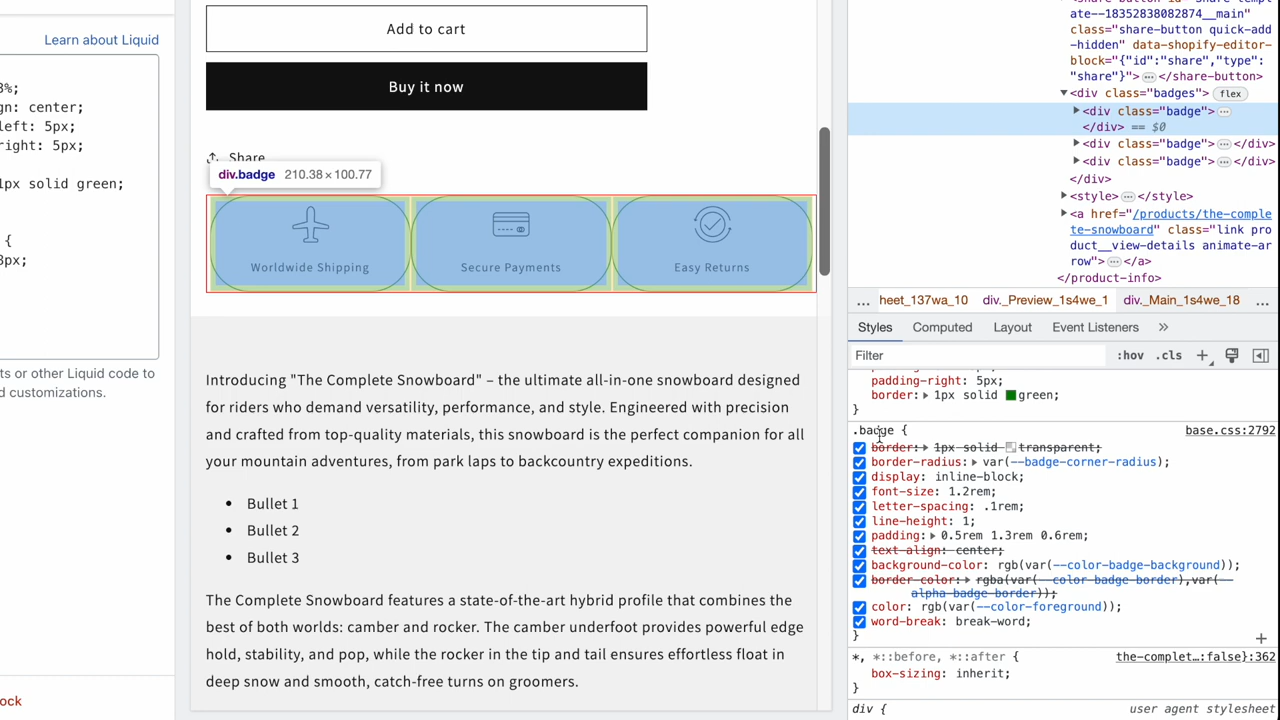 Learn about Liquid
3%;
gn: center;
left: 5px;
right: 5px;
1px solid green;
{
3px;
ts or other Liquid code to
d customizations.
ock
Add to cart
Buy it now
Share
div.badge 210.38 × 100.77
Worldwide Shipping Secure Payments Easy Returns
Introducing "The Complete Snowboard" – the ultimate all-in-one snowboard designed
for riders who demand versatility, performance, and style. Engineered with precision
and crafted from top-quality materials, this snowboard is the perfect companion for all
your mountain adventures, from park laps to backcountry expeditions.
• Bullet 1
• Bullet 2
• Bullet 3
The Complete Snowboard features a state-of-the-art hybrid profile that combines the
best of both worlds: camber and rocker. The camber underfoot provides powerful edge
hold, stability, and pop, while the rocker in the tip and tail ensures effortless float in
deep snow and smooth, catch-free turns on groomers.
ate--18352838082874__main"
class="share-button quick-add
-hidden" data-shopify-editor-
block="{"id":"share","type":
"share"}"> … </share-button>
<div class="badges"> flex
<div class="badge"> …
</div> == $0
<div class="badge"> … </div>
<div class="badge"> … </div>
</div>
<style> … </style>
<a href="/products/the-comple
te-snowboard" class="link pro
duct__view-details animate-ar
row"> … </a>
</product-info>
… heet_137wa_10 div._Preview_1s4we_1 div._Main_1s4we_18 …
Styles Computed Layout Event Listeners »
Filter :hov .cls +
padding-right: 5px;
border: 1px solid green;
}
.badge { base.css:2792
border: 1px solid transparent;
border-radius: var(--badge-corner-radius);
display: inline-block;
font-size: 1.2rem;
letter-spacing: .1rem;
line-height: 1;
padding: 0.5rem 1.3rem 0.6rem;
text-align: center;
background-color: rgb(var(--color-badge-background));
border-color: rgba(var(--color-badge-border),var(--
alpha-badge-border));
color: rgb(var(--color-foreground));
word-break: break-word;
}
*, *::before, *::after { the-complet…:false}:362
box-sizing: inherit;
}
div { user agent stylesheet